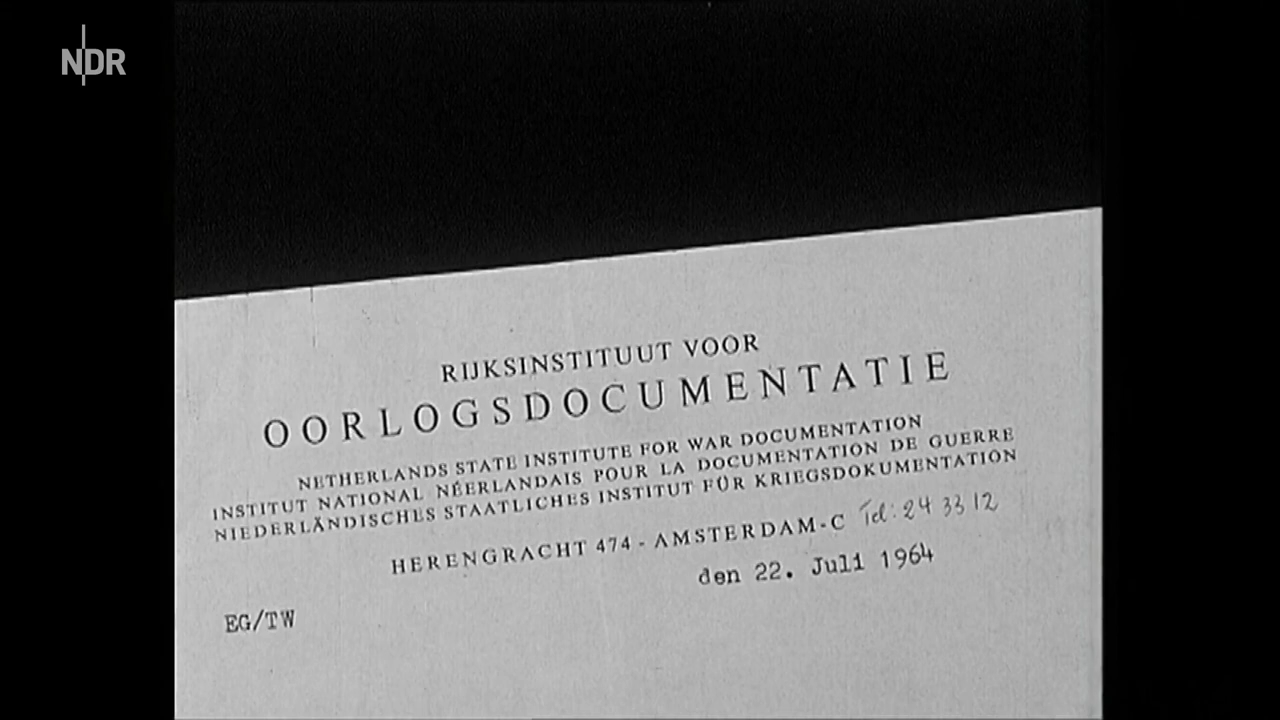 NDR
RIJKSINSTITUUT VOOR
OORLOGSDOCUMENTATIE
NETHERLANDS STATE INSTITUTE FOR WAR DOCUMENTATION
INSTITUT NATIONAL NÉERLANDAIS POUR LA DOCUMENTATION DE GUERRE
NIEDERLÄNDISCHES STAATLICHES INSTITUT FÜR KRIEGSDOKUMENTATION
HERENGRACHT 474 - AMSTERDAM-C Tel: 24 33 12
den 22. Juli 1964
EG/TW